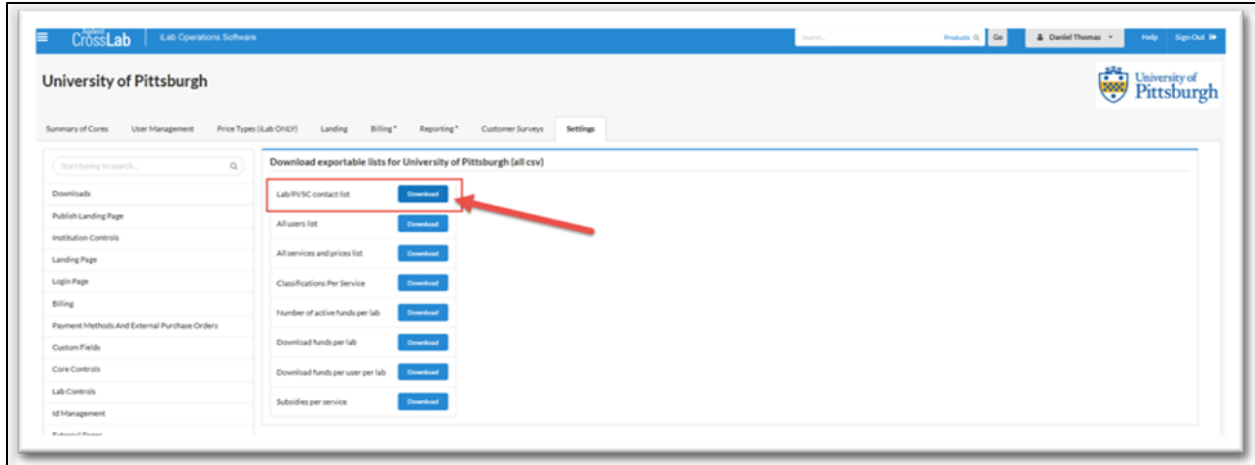 Agilent
CrossLab
iLab Operations Software
Search...
Products
Go
Daniel Thomas
Help
Sign Out
University of Pittsburgh
University of
Pittsburgh
Summary of Cores
User Management
Price Types (iLab ONLY)
Landing
Billing
Reporting
Customer Surveys
Settings
Start typing to search...
Downloads
Publish Landing Page
Institution Controls
Landing Page
Login Page
Billing
Payment Methods And External Purchase Orders
Custom Fields
Core Controls
Lab Controls
Id Management
External Pages
Download exportable lists for University of Pittsburgh (all csv)
Lab/PI/SC contact list Download
All users list Download
All services and prices list Download
Classifications Per Service Download
Number of active funds per lab Download
Download funds per lab Download
Download funds per user per lab Download
Subsidies per service Download